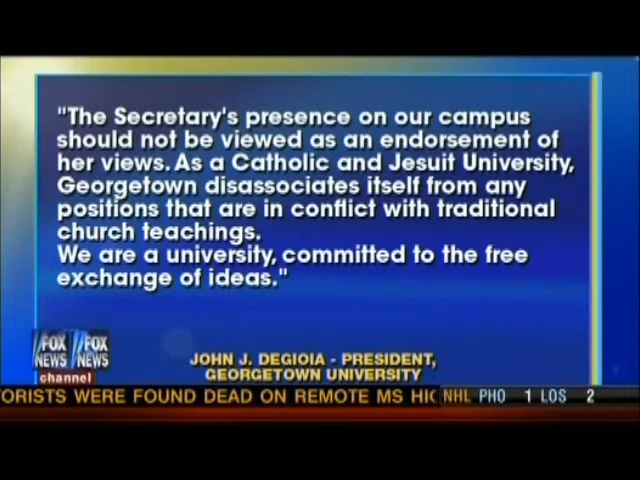 "The Secretary's presence on our campus
should not be viewed as an endorsement of
her views. As a Catholic and Jesuit University,
Georgetown disassociates itself from any
positions that are in conflict with traditional
church teachings.
We are a university, committed to the free
exchange of ideas."
FOX NEWS FOX NEWS
channel
JOHN J. DEGIOIA - PRESIDENT,
GEORGETOWN UNIVERSITY
ORISTS WERE FOUND DEAD ON REMOTE MS HI NHL PHO 1 LOS 2